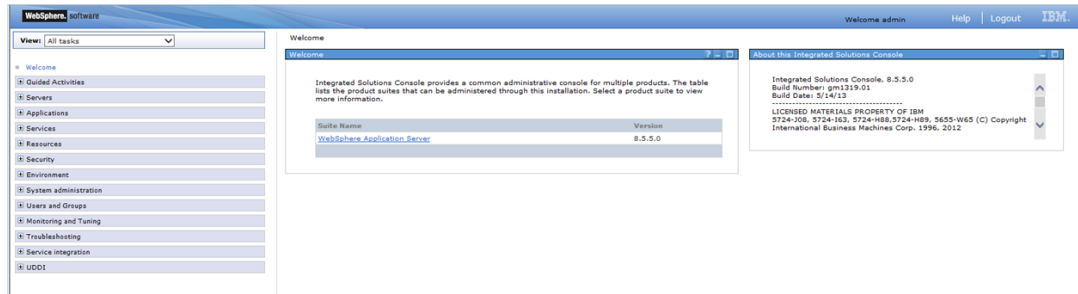 WebSphere. software
Welcome admin Help Logout IBM.
View: All tasks
Welcome
Guided Activities
Servers
Applications
Services
Resources
Security
Environment
System administration
Users and Groups
Monitoring and Tuning
Troubleshooting
Service integration
UDDI
Welcome
Welcome ?
Integrated Solutions Console provides a common administrative console for multiple products. The table
lists the product suites that can be administered through this installation. Select a product suite to view
more information.
Suite Name Version
WebSphere Application Server 8.5.5.0
About this Integrated Solutions Console
Integrated Solutions Console, 8.5.5.0
Build Number: gm1319.01
Build Date: 5/14/13
----------------------------------------
LICENSED MATERIALS PROPERTY OF IBM
5724-J08, 5724-I63, 5724-H88,5724-H89, 5655-W65 (C) Copyright
International Business Machines Corp. 1996, 2012